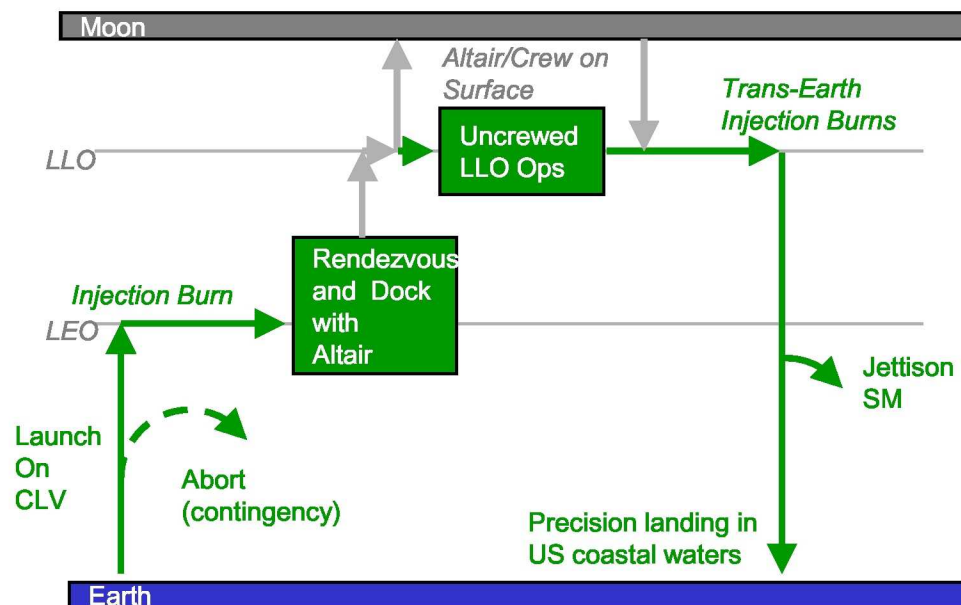 Moon
Altair/Crew on
Surface
Trans-Earth
Injection Burns
LLO
Uncrewed
LLO Ops
Rendezvous
and Dock
with
Altair
Injection Burn
LEO
Jettison
SM
Launch
On
CLV
Abort
(contingency)
Precision landing in
US coastal waters
Earth